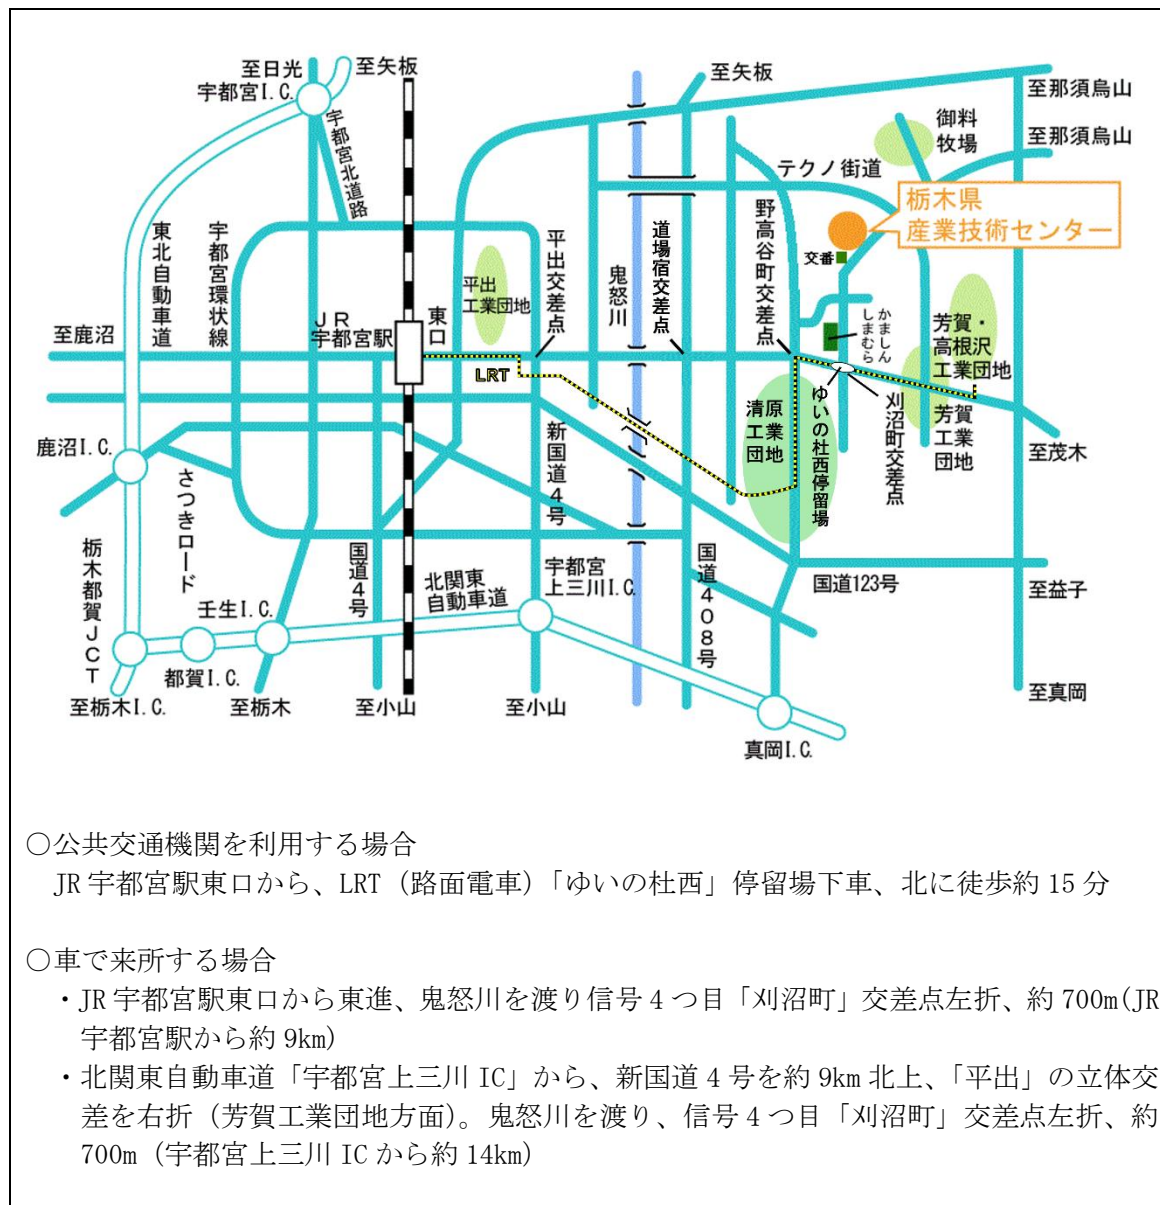 至日光
宇都宮I.C.
至矢板
至矢板
至那須烏山
御料
牧場
至那須烏山
宇都宮北道路
テクノ街道
栃木県
産業技術センター
東北自動車道
宇都宮環状線
平出交差点
鬼怒川
道場宿交差点
野高谷町交差点
交番
平出
工業団地
至鹿沼
JR
宇都宮駅
東口
LRT
かましん
しまむら
芳賀・
高根沢
工業団地
清原
工業
団地
ゆいの杜西停留場
刈沼町交差点
芳賀
工業
団地
至茂木
鹿沼I.C.
さつきロード
新国道4号
栃木都賀JCT
国道4号
北関東
自動車道
宇都宮
上三川I.C.
国道408号
国道123号
至益子
壬生I.C.
都賀I.C.
至栃木I.C.
至栃木
至小山
至小山
至真岡
真岡I.C.
○公共交通機関を利用する場合
JR宇都宮駅東口から、LRT（路面電車）「ゆいの杜西」停留場下車、北に徒歩約15分
○車で来所する場合
・JR宇都宮駅東口から東進、鬼怒川を渡り信号4つ目「刈沼町」交差点左折、約700m(JR
宇都宮駅から約9km)
・北関東自動車道「宇都宮上三川IC」から、新国道4号を約9km北上、「平出」の立体交
差を右折（芳賀工業団地方面）。鬼怒川を渡り、信号4つ目「刈沼町」交差点左折、約
700m（宇都宮上三川ICから約14km）